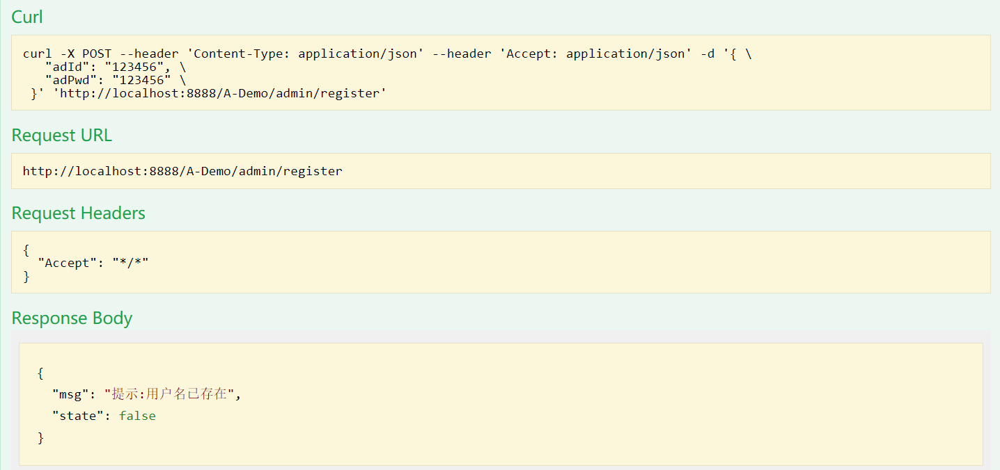 Curl
curl -X POST --header 'Content-Type: application/json' --header 'Accept: application/json' -d '{ \
"adId": "123456", \
"adPwd": "123456" \
}' 'http://localhost:8888/A-Demo/admin/register'
Request URL
http://localhost:8888/A-Demo/admin/register
Request Headers
{
"Accept": "*/*"
}
Response Body
{
"msg": "提示:用户名已存在",
"state": false
}